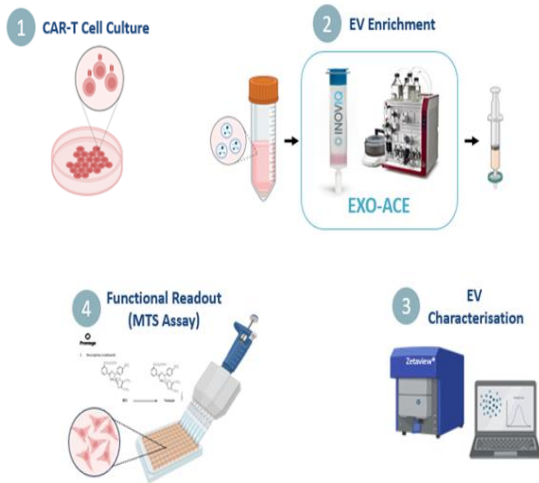 1
CAR-T Cell Culture
2
EV Enrichment
INOVIQ
EXO-ACE
4
Functional Readout
(MTS Assay)
Promega
3
EV
Characterisation
Zetaview®